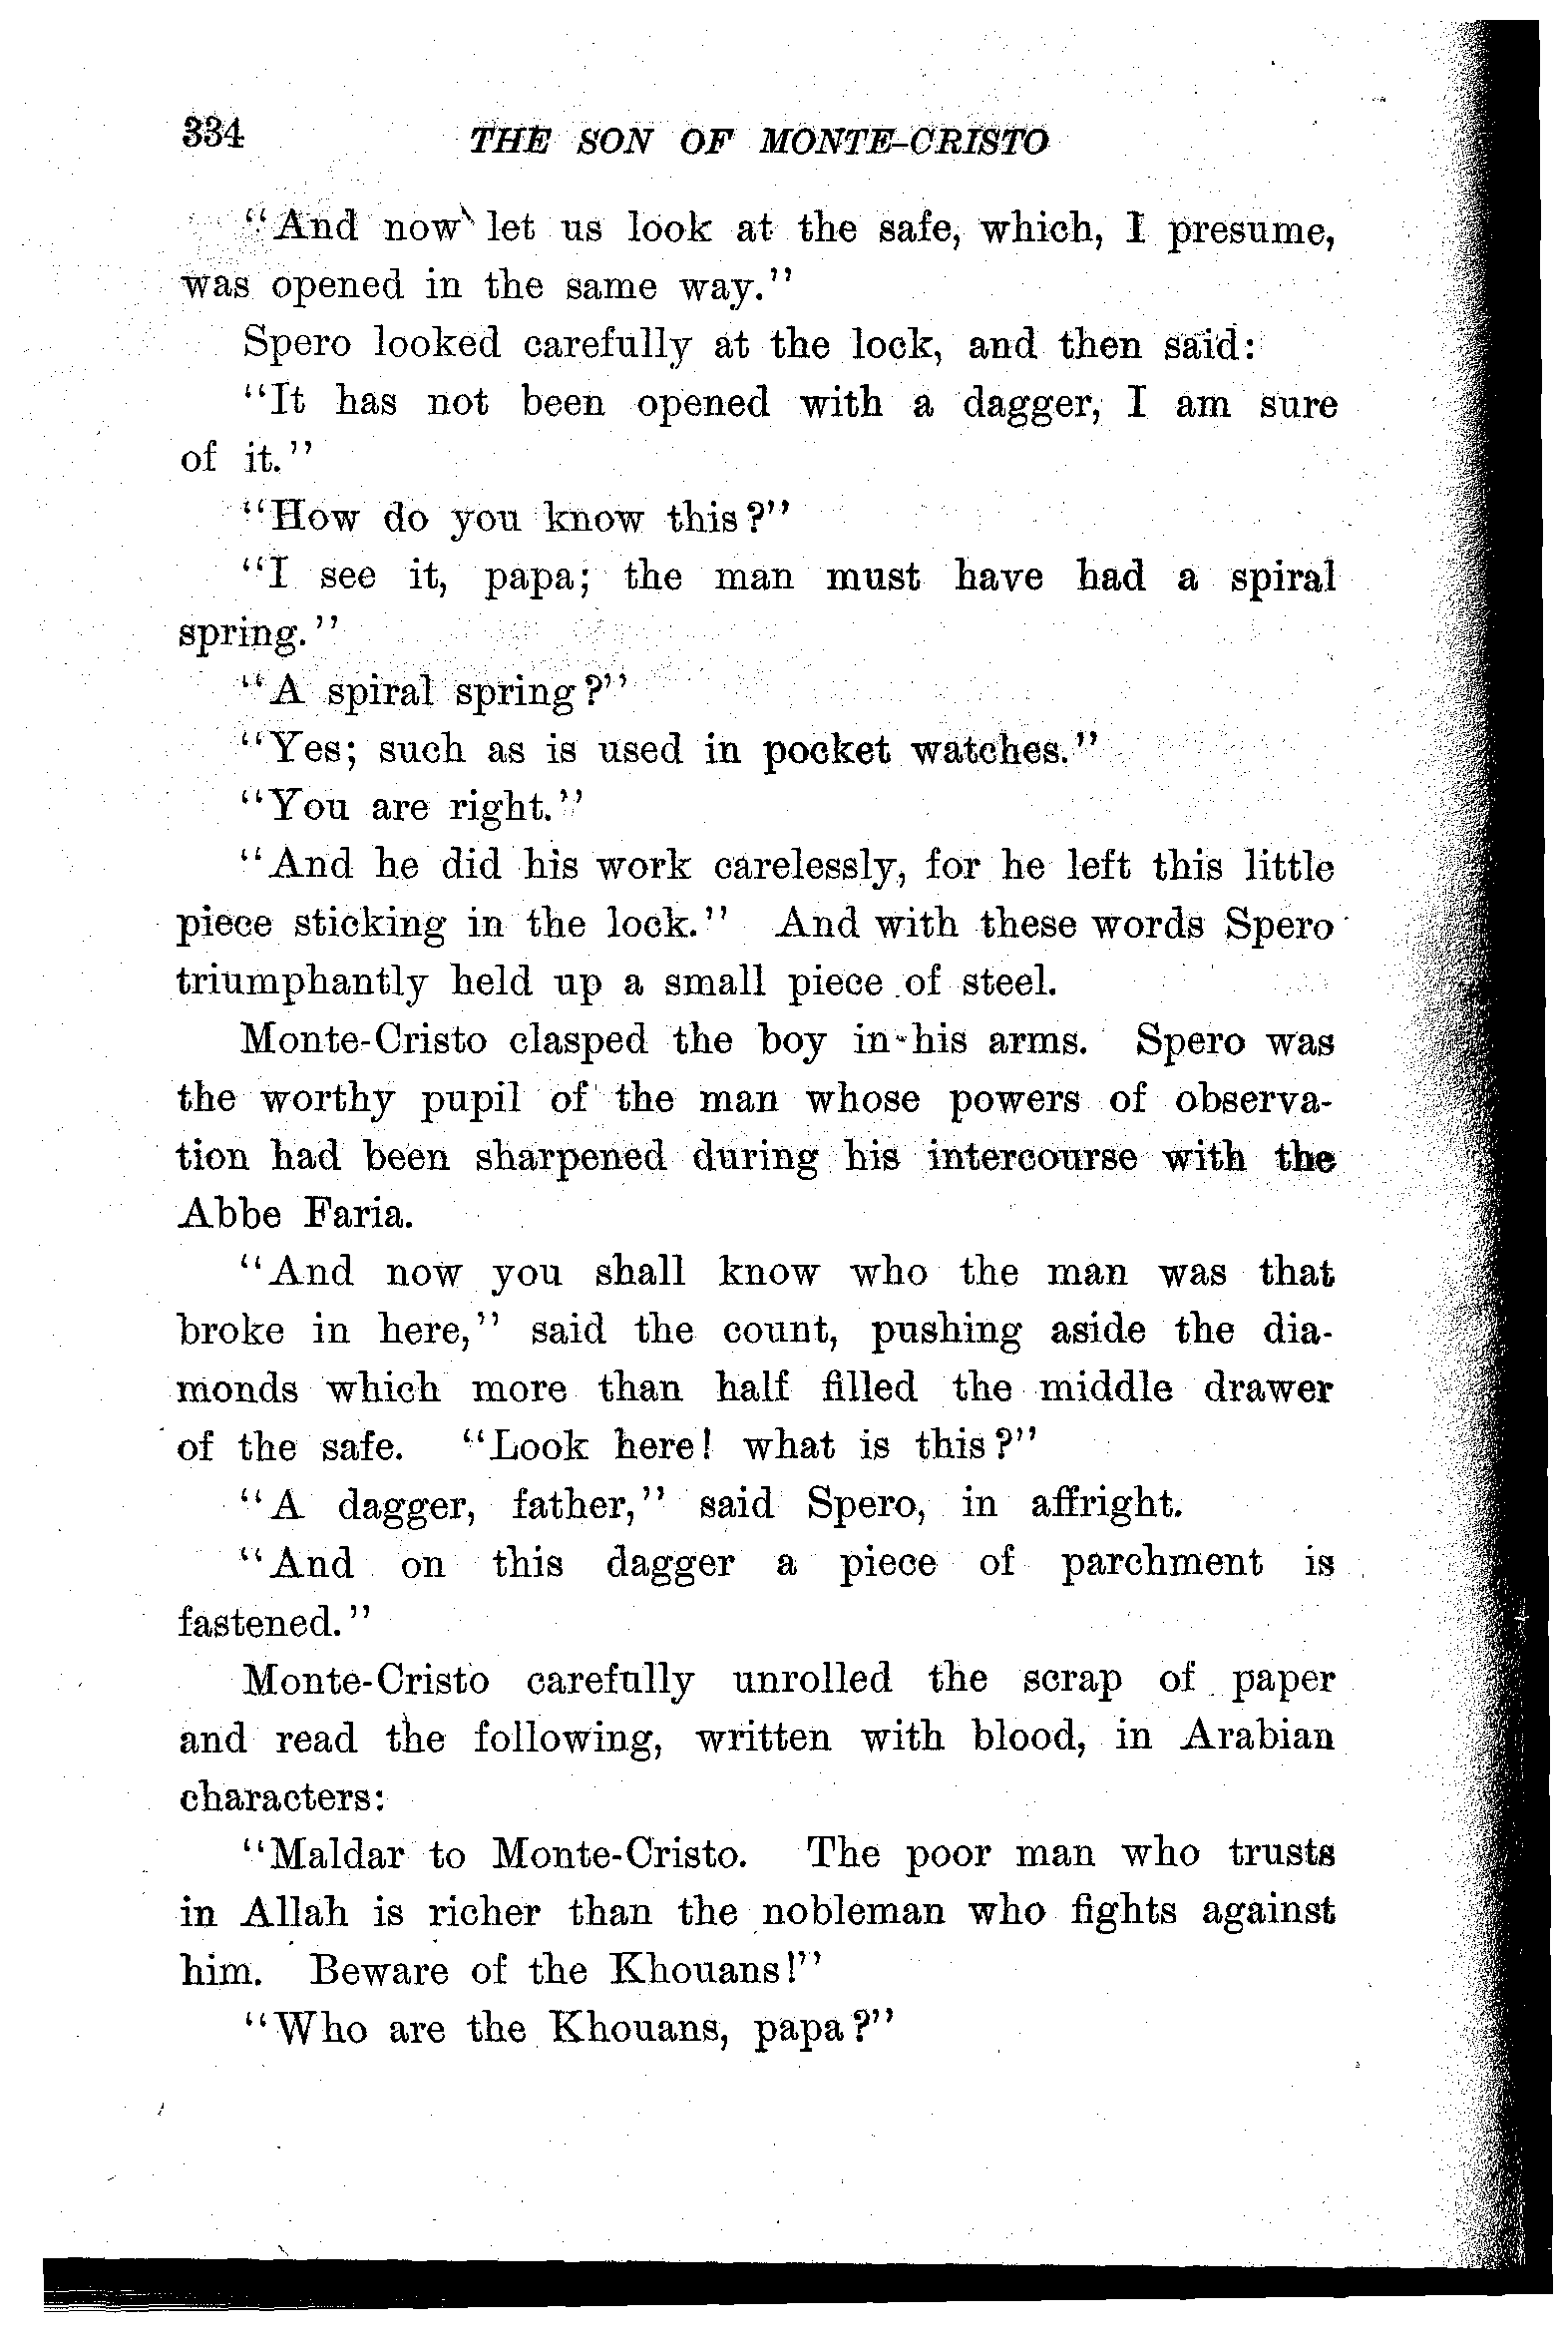 334 THE SON OF MONTE-CRISTO
"And now let us look at the safe, which, I presume,
was opened in the same way."
Spero looked carefully at the lock, and then said:
"It has not been opened with a dagger, I am sure
of it."
"How do you know this?"
"I see it, papa; the man must have had a spiral
spring."
"A spiral spring?"
"Yes; such as is used in pocket watches."
"You are right."
"And he did his work carelessly, for he left this little
piece sticking in the lock." And with these words Spero
triumphantly held up a small piece of steel.
Monte-Cristo clasped the boy in his arms. Spero was
the worthy pupil of the man whose powers of observa-
tion had been sharpened during his intercourse with the
Abbe Faria.
"And now you shall know who the man was that
broke in here," said the count, pushing aside the dia-
monds which more than half filled the middle drawer
of the safe. "Look here! what is this?"
"A dagger, father," said Spero, in affright.
"And on this dagger a piece of parchment is
fastened."
Monte-Cristo carefully unrolled the scrap of paper
and read the following, written with blood, in Arabian
characters:
"Maldar to Monte-Cristo. The poor man who trusts
in Allah is richer than the nobleman who fights against
him. Beware of the Khouans!"
"Who are the Khouans, papa?"